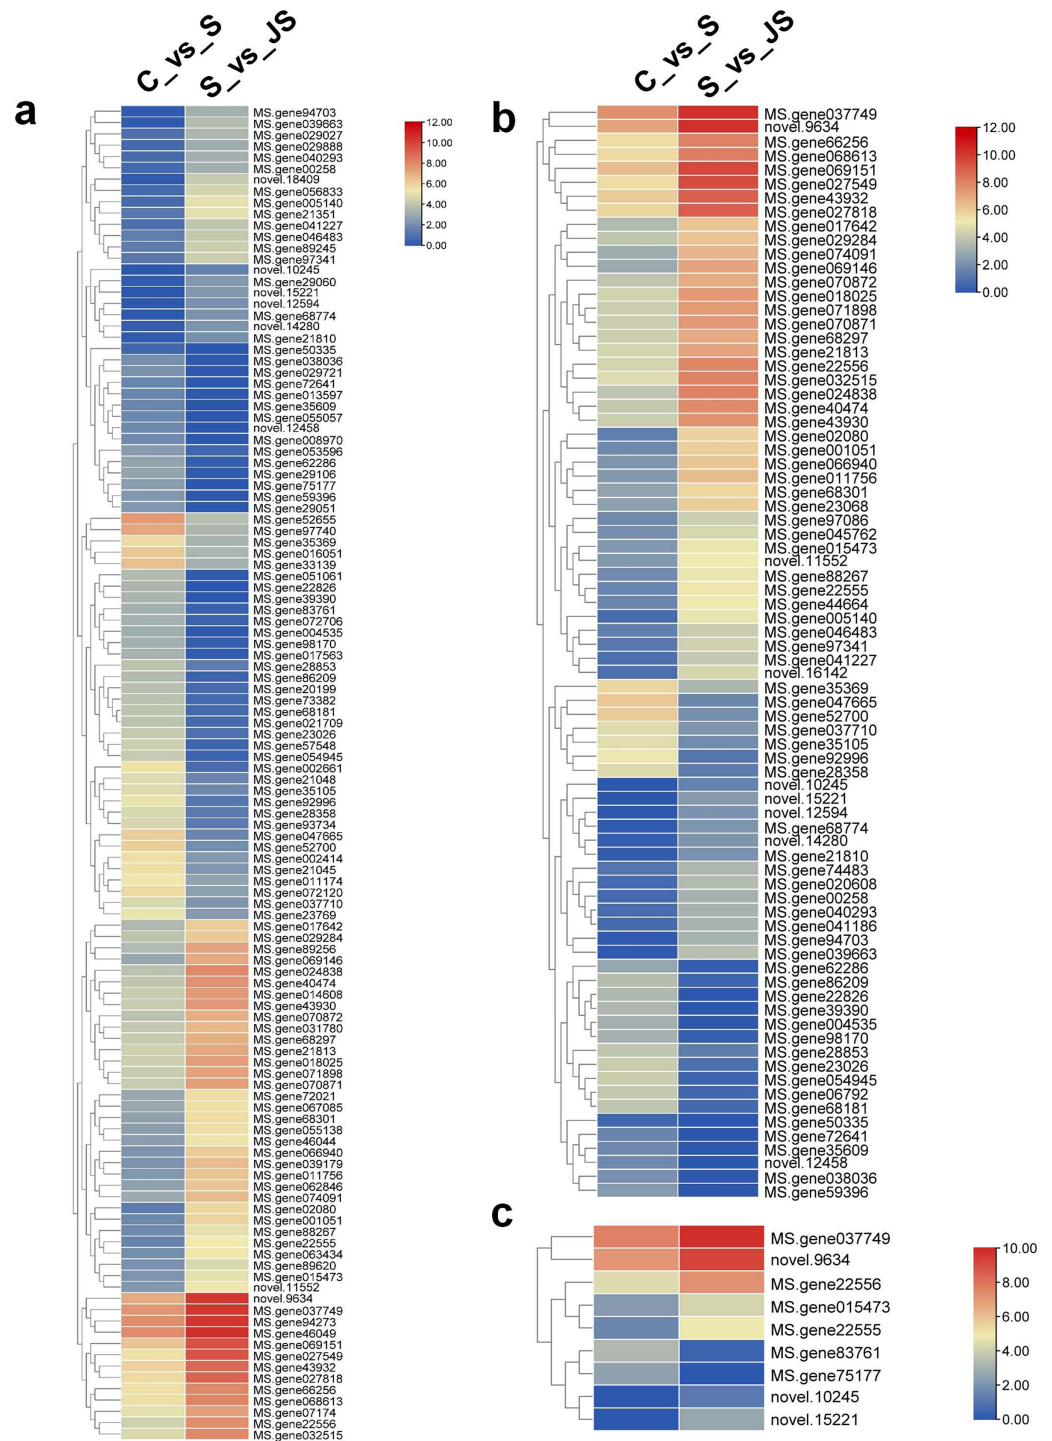 a
C_vs_S
S_vs_JS
MS.gene94703
MS.gene039663
MS.gene029027
MS.gene029888
MS.gene040293
MS.gene00258
novel.18409
MS.gene056833
MS.gene005140
MS.gene21351
MS.gene041227
MS.gene046483
MS.gene89245
MS.gene97341
novel.10245
MS.gene29060
novel.15221
novel.12594
MS.gene68774
novel.14280
MS.gene21810
MS.gene50335
MS.gene038036
MS.gene029721
MS.gene72641
MS.gene013597
MS.gene35609
MS.gene055057
novel.12458
MS.gene008970
MS.gene053596
MS.gene62286
MS.gene29106
MS.gene75177
MS.gene59396
MS.gene29051
MS.gene52655
MS.gene97740
MS.gene35369
MS.gene016051
MS.gene33139
MS.gene051061
MS.gene22826
MS.gene39390
MS.gene83761
MS.gene072706
MS.gene004535
MS.gene98170
MS.gene017563
MS.gene28853
MS.gene86209
MS.gene20199
MS.gene73382
MS.gene68181
MS.gene021709
MS.gene23026
MS.gene57548
MS.gene054945
MS.gene002661
MS.gene21048
MS.gene35105
MS.gene92996
MS.gene28358
MS.gene93734
MS.gene047665
MS.gene52700
MS.gene002414
MS.gene21045
MS.gene011174
MS.gene072120
MS.gene037710
MS.gene23769
MS.gene017642
MS.gene029284
MS.gene89256
MS.gene069146
MS.gene024838
MS.gene40474
MS.gene014608
MS.gene43930
MS.gene070872
MS.gene031780
MS.gene68297
MS.gene21813
MS.gene018025
MS.gene071898
MS.gene070871
MS.gene72021
MS.gene067085
MS.gene68301
MS.gene055138
MS.gene46044
MS.gene066940
MS.gene039179
MS.gene011756
MS.gene062846
MS.gene074091
MS.gene02080
MS.gene001051
MS.gene88267
MS.gene22555
MS.gene063434
MS.gene89620
MS.gene015473
novel.11552
novel.9634
MS.gene037749
MS.gene94273
MS.gene46049
MS.gene069151
MS.gene027549
MS.gene43932
MS.gene027818
MS.gene66256
MS.gene068613
MS.gene07174
MS.gene22556
MS.gene032515
12.00
10.00
8.00
6.00
4.00
2.00
0.00
b
C_vs_S
S_vs_JS
MS.gene037749
novel.9634
MS.gene66256
MS.gene068613
MS.gene069151
MS.gene027549
MS.gene43932
MS.gene027818
MS.gene017642
MS.gene029284
MS.gene074091
MS.gene069146
MS.gene070872
MS.gene018025
MS.gene071898
MS.gene070871
MS.gene68297
MS.gene21813
MS.gene22556
MS.gene032515
MS.gene024838
MS.gene40474
MS.gene43930
MS.gene02080
MS.gene001051
MS.gene066940
MS.gene011756
MS.gene68301
MS.gene23068
MS.gene97086
MS.gene045762
MS.gene015473
novel.11552
MS.gene88267
MS.gene22555
MS.gene44664
MS.gene005140
MS.gene046483
MS.gene97341
MS.gene041227
novel.16142
MS.gene35369
MS.gene047665
MS.gene52700
MS.gene037710
MS.gene35105
MS.gene92996
MS.gene28358
novel.10245
novel.15221
novel.12594
MS.gene68774
novel.14280
MS.gene21810
MS.gene74483
MS.gene020608
MS.gene00258
MS.gene040293
MS.gene041186
MS.gene94703
MS.gene039663
MS.gene62286
MS.gene86209
MS.gene22826
MS.gene39390
MS.gene004535
MS.gene98170
MS.gene28853
MS.gene23026
MS.gene054945
MS.gene06792
MS.gene68181
MS.gene50335
MS.gene72641
MS.gene35609
novel.12458
MS.gene038036
MS.gene59396
12.00
10.00
8.00
6.00
4.00
2.00
0.00
c
MS.gene037749
novel.9634
MS.gene22556
MS.gene015473
MS.gene22555
MS.gene83761
MS.gene75177
novel.10245
novel.15221
10.00
8.00
6.00
4.00
2.00
0.00